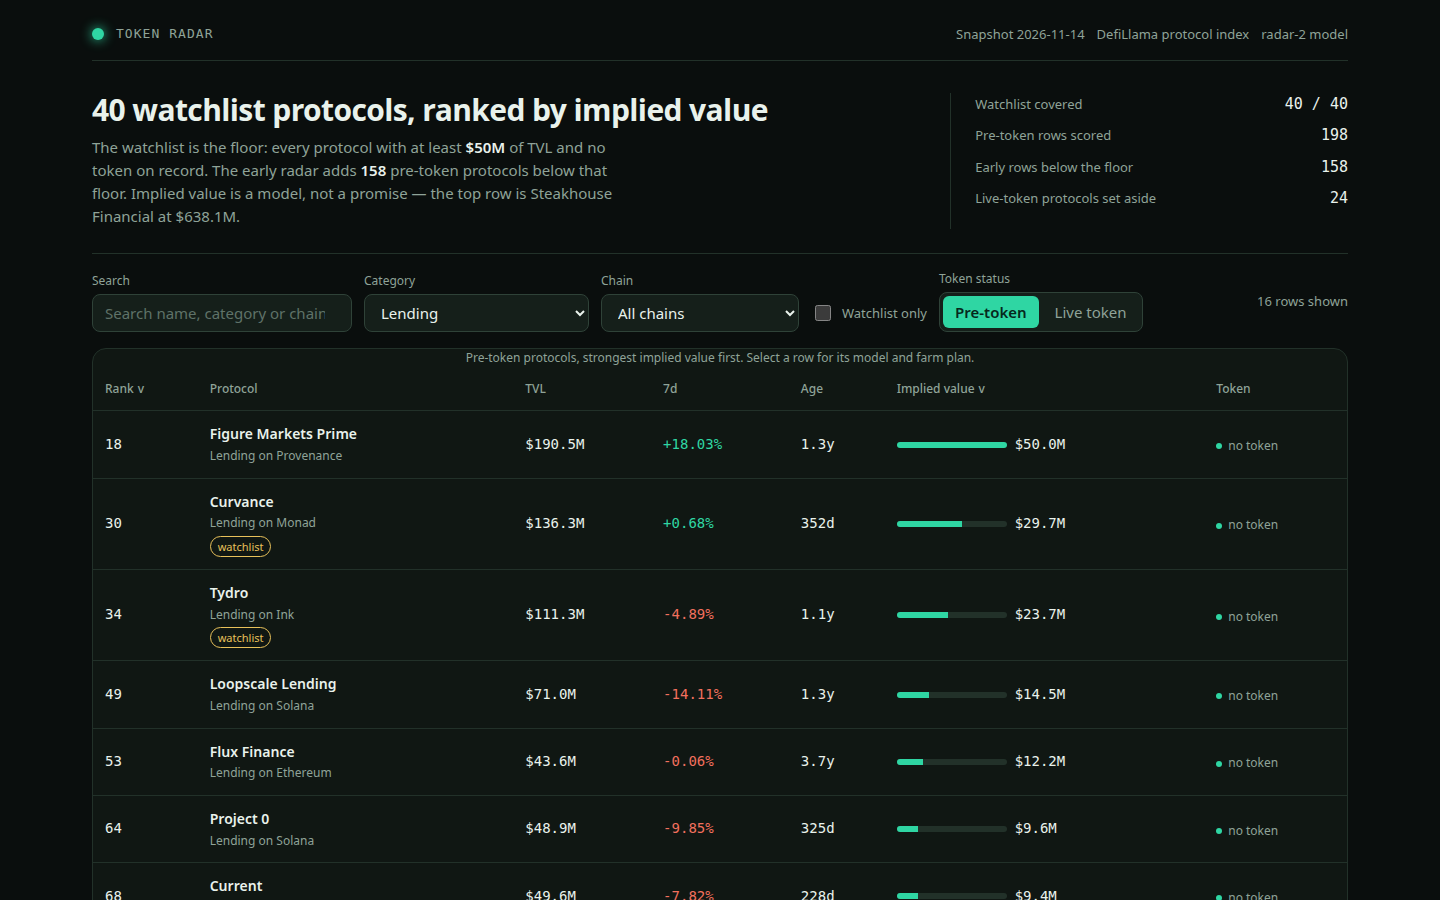 TOKEN RADAR
Snapshot 2026-11-14 DefiLlama protocol index radar-2 model
40 watchlist protocols, ranked by implied value
The watchlist is the floor: every protocol with at least $50M of TVL and no
token on record. The early radar adds 158 pre-token protocols below that
floor. Implied value is a model, not a promise — the top row is Steakhouse
Financial at $638.1M.
Watchlist covered 40 / 40
Pre-token rows scored 198
Early rows below the floor 158
Live-token protocols set aside 24
Search
Search name, category or chain
Category
Lending
Chain
All chains
Watchlist only
Token status
Pre-token Live token
16 rows shown
Pre-token protocols, strongest implied value first. Select a row for its model and farm plan.
Rank v Protocol TVL 7d Age Implied value v Token
18 Figure Markets Prime $190.5M +18.03% 1.3y $50.0M no token
Lending on Provenance
30 Curvance $136.3M +0.68% 352d $29.7M no token
Lending on Monad
watchlist
34 Tydro $111.3M -4.89% 1.1y $23.7M no token
Lending on Ink
watchlist
49 Loopscale Lending $71.0M -14.11% 1.3y $14.5M no token
Lending on Solana
53 Flux Finance $43.6M -0.06% 3.7y $12.2M no token
Lending on Ethereum
64 Project 0 $48.9M -9.85% 325d $9.6M no token
Lending on Solana
68 Current $49.6M -7.82% 228d $9.4M no token